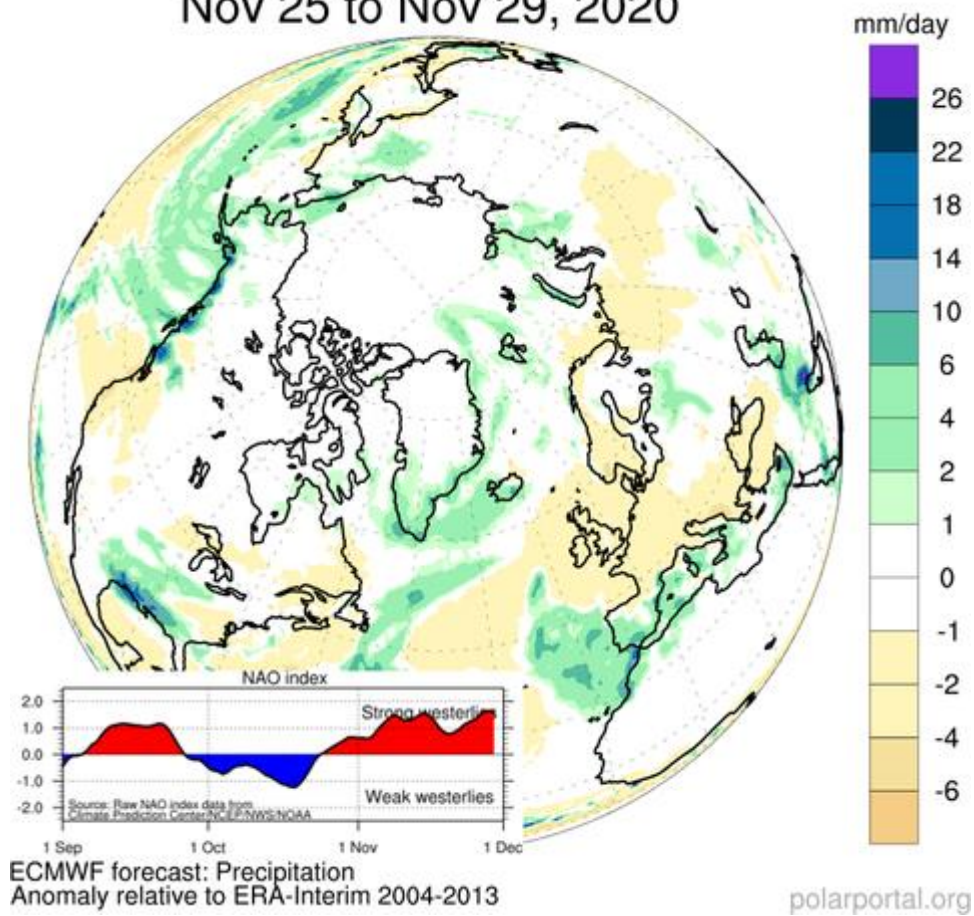 Nov 25 to Nov 29, 2020
mm/day
26
22
18
14
10
6
4
2
1
0
-1
-2
-4
-6
NAO index
2.0
1.0
0.0
-1.0
-2.0
Strong westerlies
Weak westerlies
Source: Raw NAO index data from
Climate Prediction Center/NCEP/NWS/NOAA
1 Sep
1 Oct
1 Nov
1 Dec
ECMWF forecast: Precipitation
Anomaly relative to ERA-Interim 2004-2013
polarportal.org